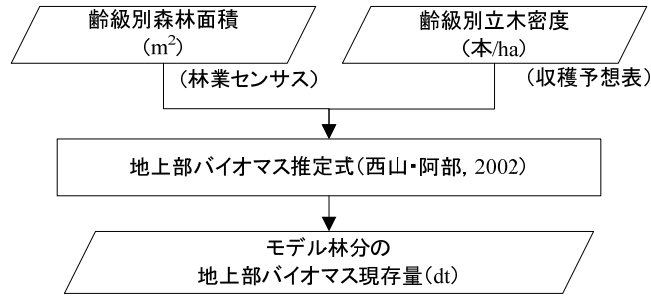 齢級別森林面積
（m²）
（林業センサス）
齢級別立木密度
（本/ha）
（収穫予想表）
地上部バイオマス推定式（西山・阿部，2002）
モデル林分の
地上部バイオマス現存量（dt）